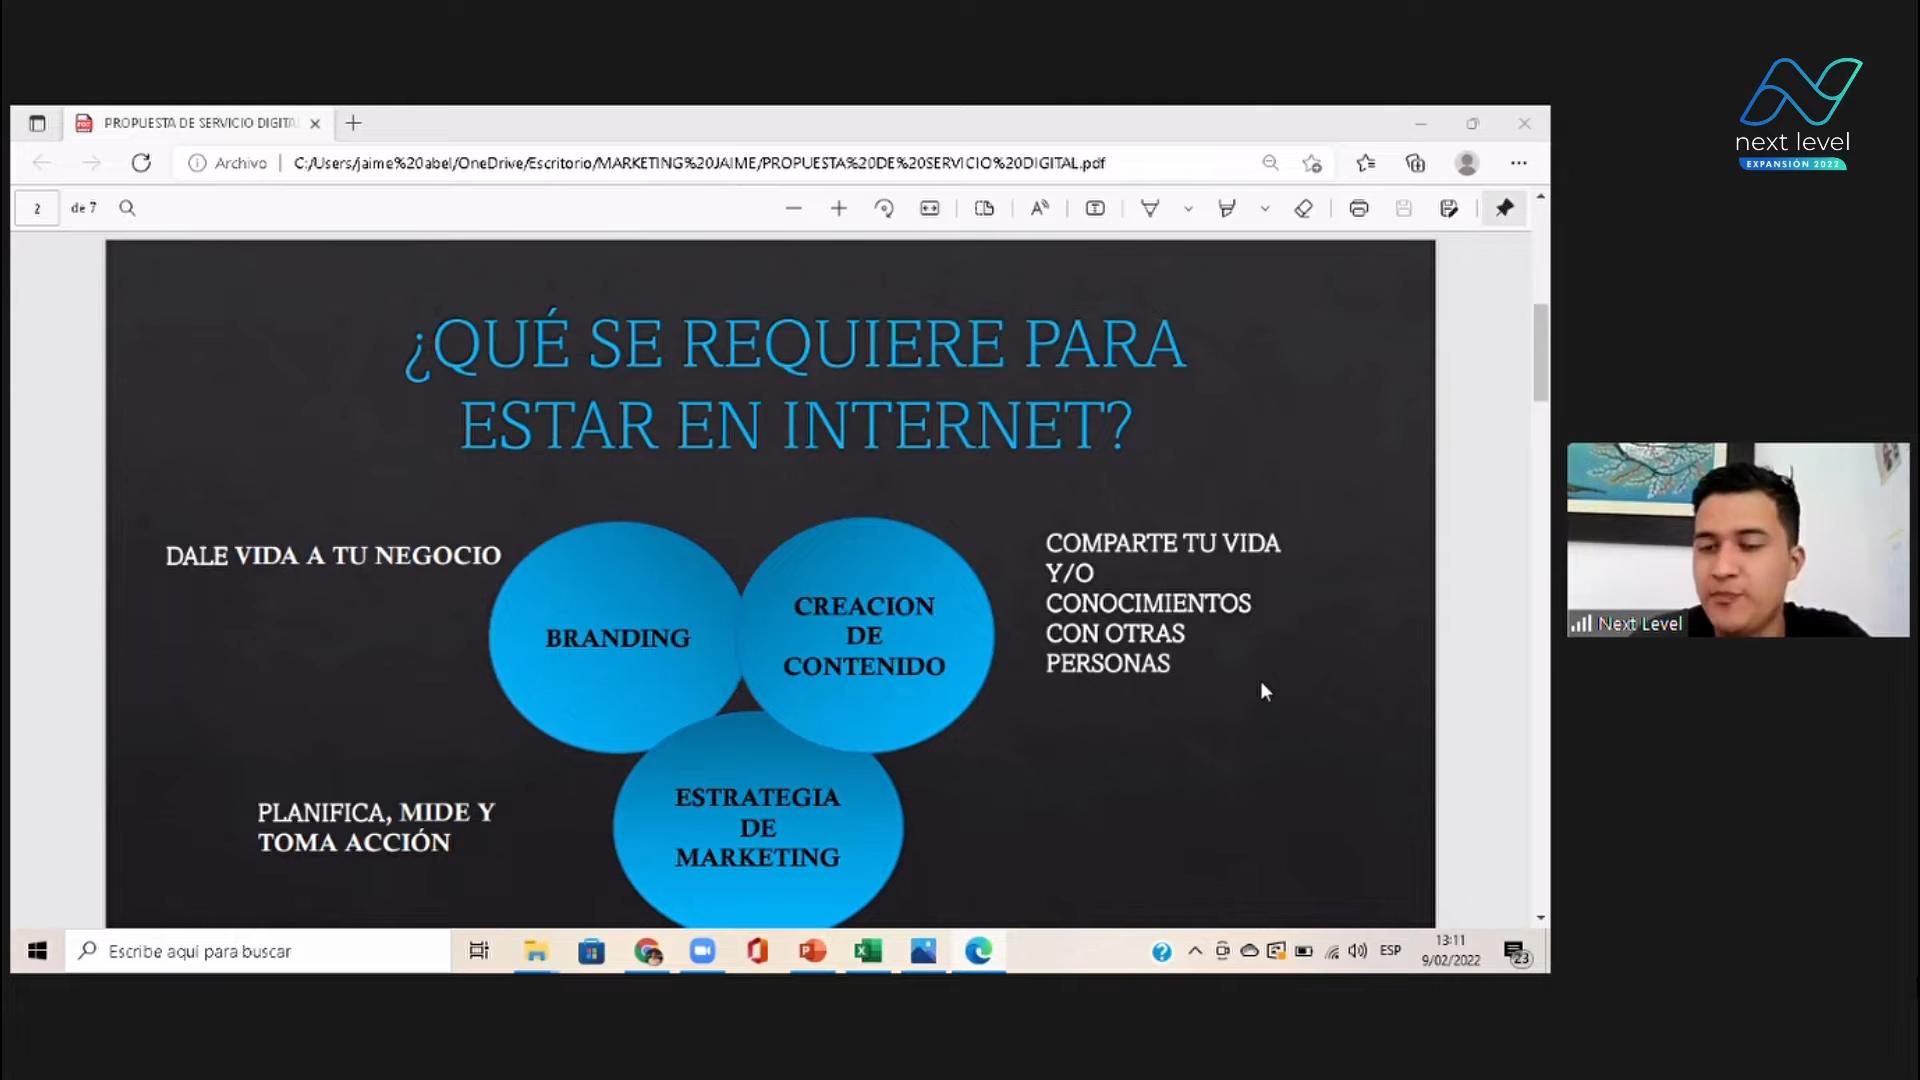 next level
EXPANSIÓN 2022
PROPUESTA DE SERVICIO DIGITA
Archivo
C:/Users/jaime%20abel/OneDrive/Escritorio/MARKETING%20JAIME/PROPUESTA%20DE%20SERVICIO%20DIGITAL.pdf
2 de 7
¿QUÉ SE REQUIERE PARA
ESTAR EN INTERNET?
DALE VIDA A TU NEGOCIO
BRANDING
CREACION
DE
CONTENIDO
COMPARTE TU VIDA
Y/O
CONOCIMIENTOS
CON OTRAS
PERSONAS
PLANIFICA, MIDE Y
TOMA ACCIÓN
ESTRATEGIA
DE
MARKETING
Next Level
Escribe aquí para buscar
ESP
13:11
9/02/2022
23